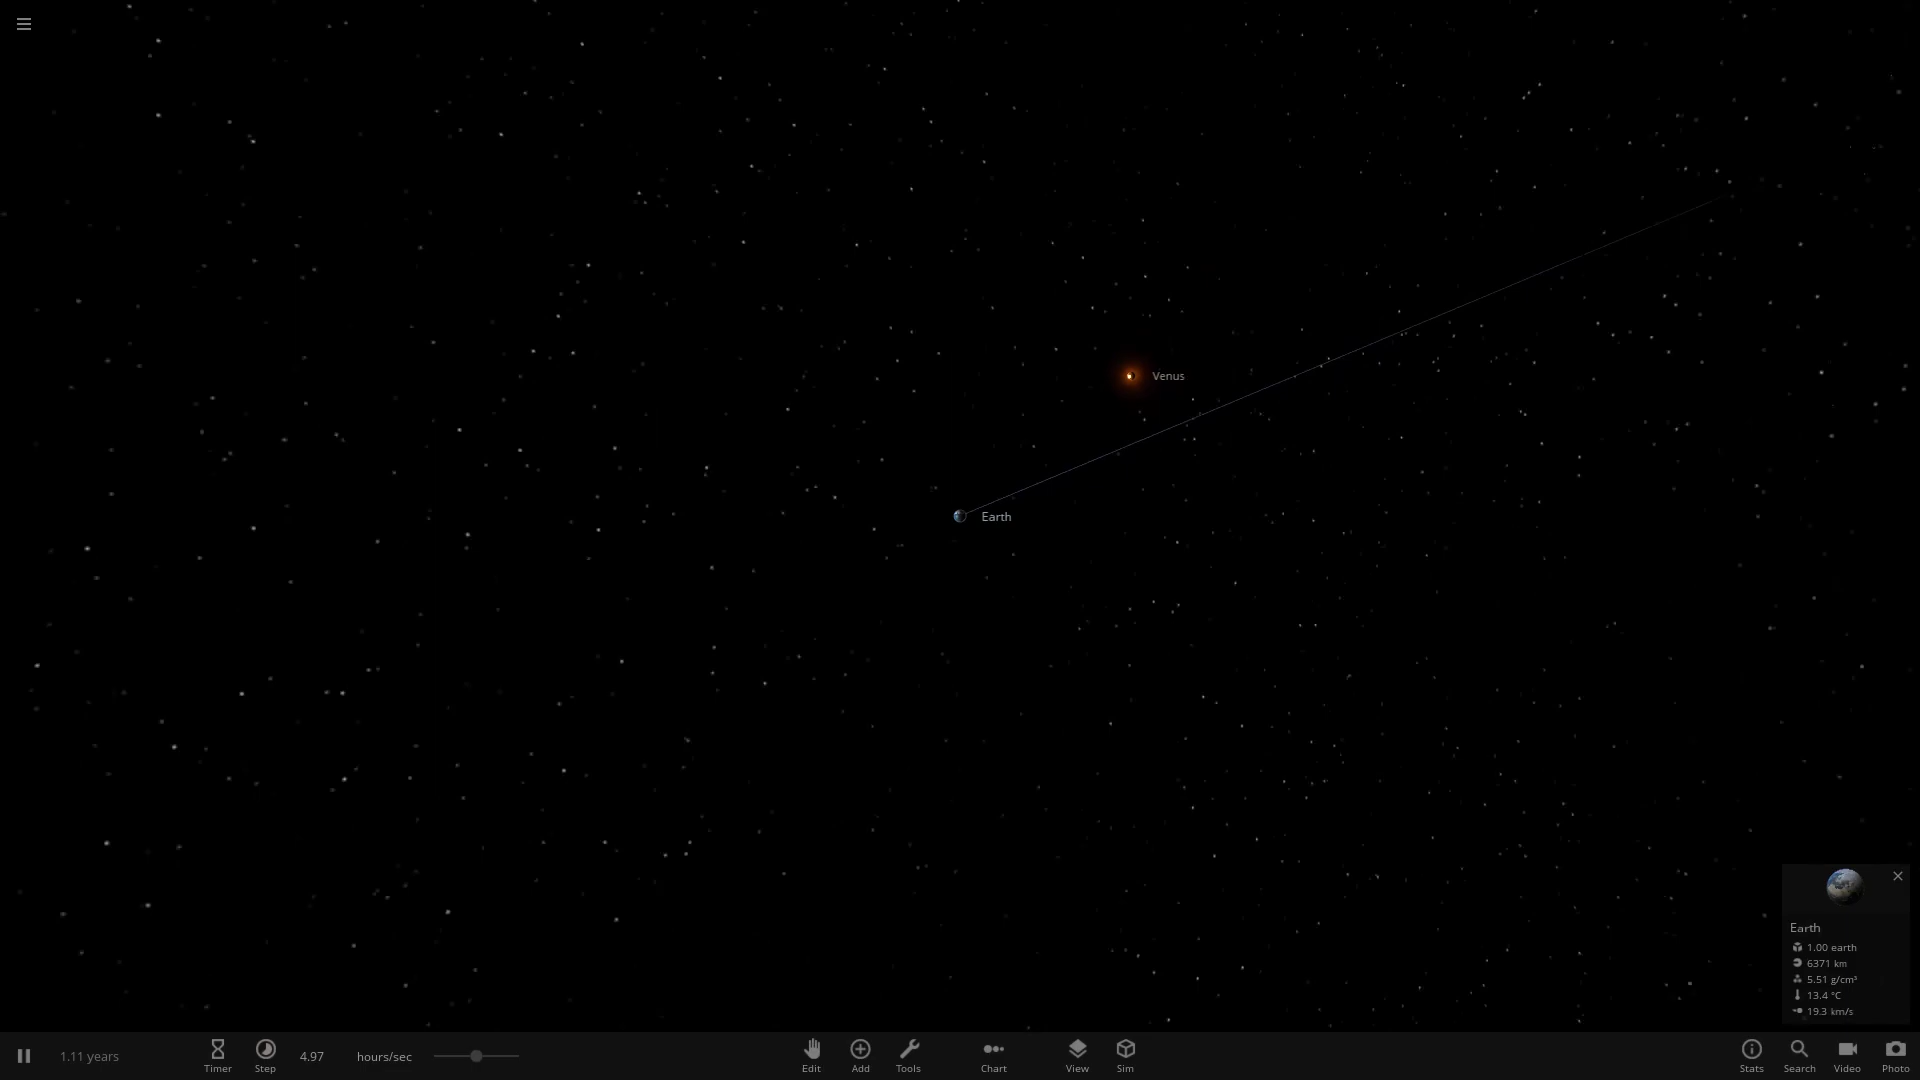 Venus
Earth
Earth
1.00 earth
6371 km
5.51 g/cm³
13.4 °C
19.3 km/s
1.11 years
Timer
Step
4.97
hours/sec
Edit
Add
Tools
Chart
View
Sim
Stats
Search
Video
Photo